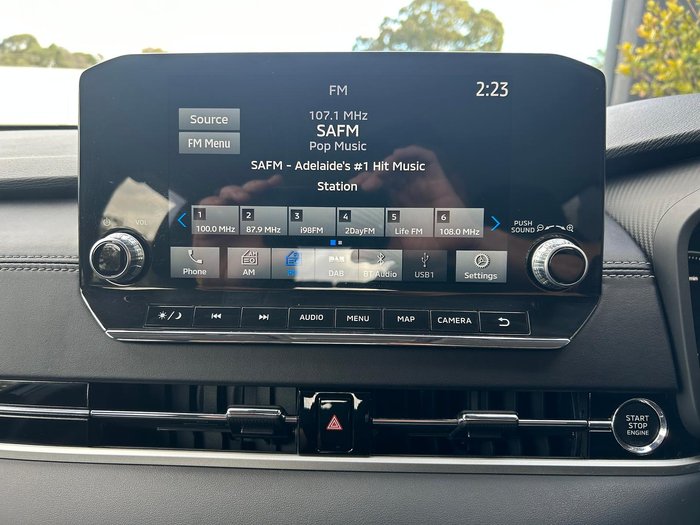 FM
2:23
Source
107.1 MHz
SAFM
FM Menu
Pop Music
SAFM - Adelaide's #1 Hit Music
Station
VOL
PUSH
SOUND
1
100.0 MHz
2
87.9 MHz
3
i98FM
4
2DayFM
5
Life FM
6
108.0 MHz
Phone
AM
DAB
DAB
BT Audio
USB1
Settings
AUDIO
MENU
MAP
CAMERA
START
STOP
ENGINE